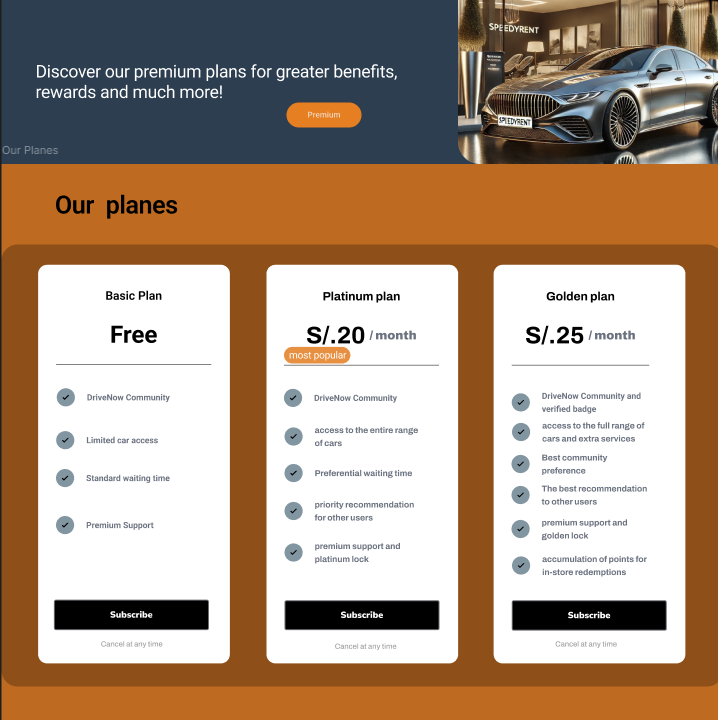 SPEEDYRENT
Discover our premium plans for greater benefits,
rewards and much more!
Premium
SPEEDYRENT
Our Planes
Our planes
Basic Plan
Free
DriveNow Community
Limited car access
Standard waiting time
Premium Support
Subscribe
Cancel at any time
Platinum plan
S/.20 / month
most popular
DriveNow Community
access to the entire range
of cars
Preferential waiting time
priority recommendation
for other users
premium support and
platinum lock
Subscribe
Cancel at any time
Golden plan
S/.25 / month
DriveNow Community and
verified badge
access to the full range of
cars and extra services
Best community
preference
The best recommendation
to other users
premium support and
golden lock
accumulation of points for
in-store redemptions
Subscribe
Cancel at any time